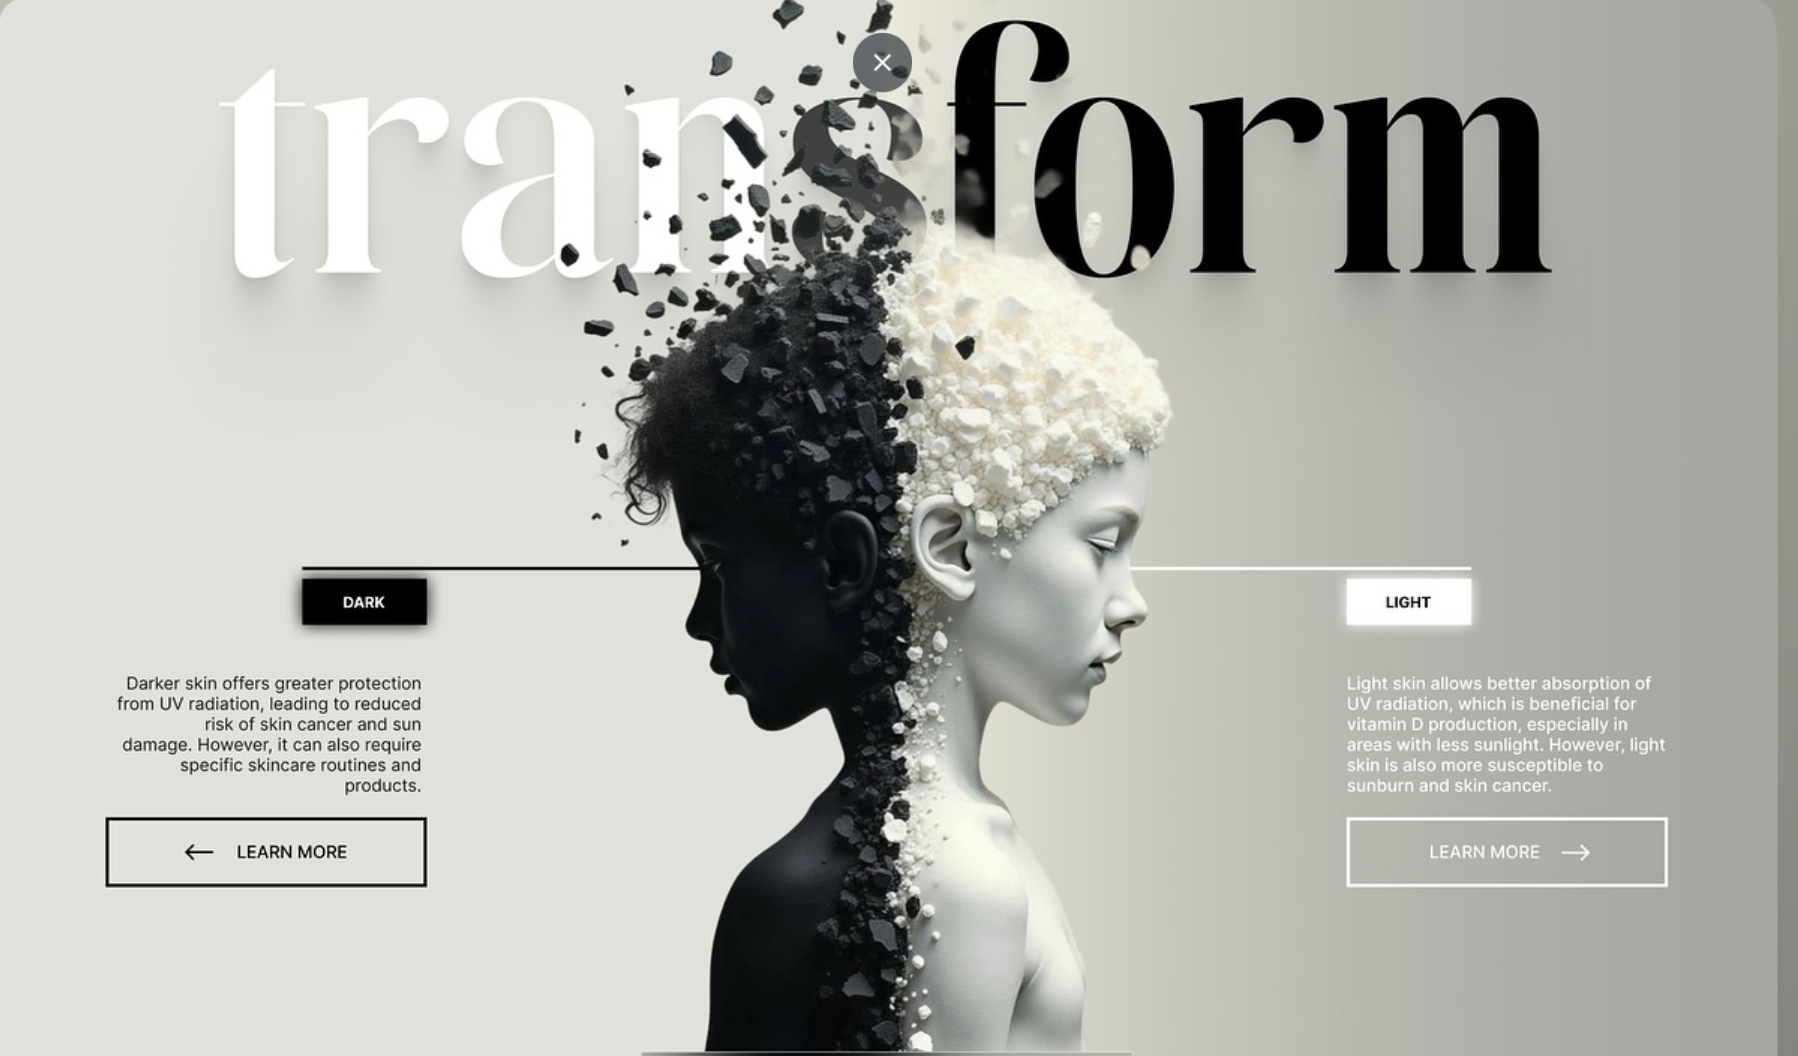 transform
DARK
Darker skin offers greater protection
from UV radiation, leading to reduced
risk of skin cancer and sun
damage. However, it can also require
specific skincare routines and
products.
LEARN MORE
LIGHT
Light skin allows better absorption of
UV radiation, which is beneficial for
vitamin D production, especially in
areas with less sunlight. However, light
skin is also more susceptible to
sunburn and skin cancer.
LEARN MORE